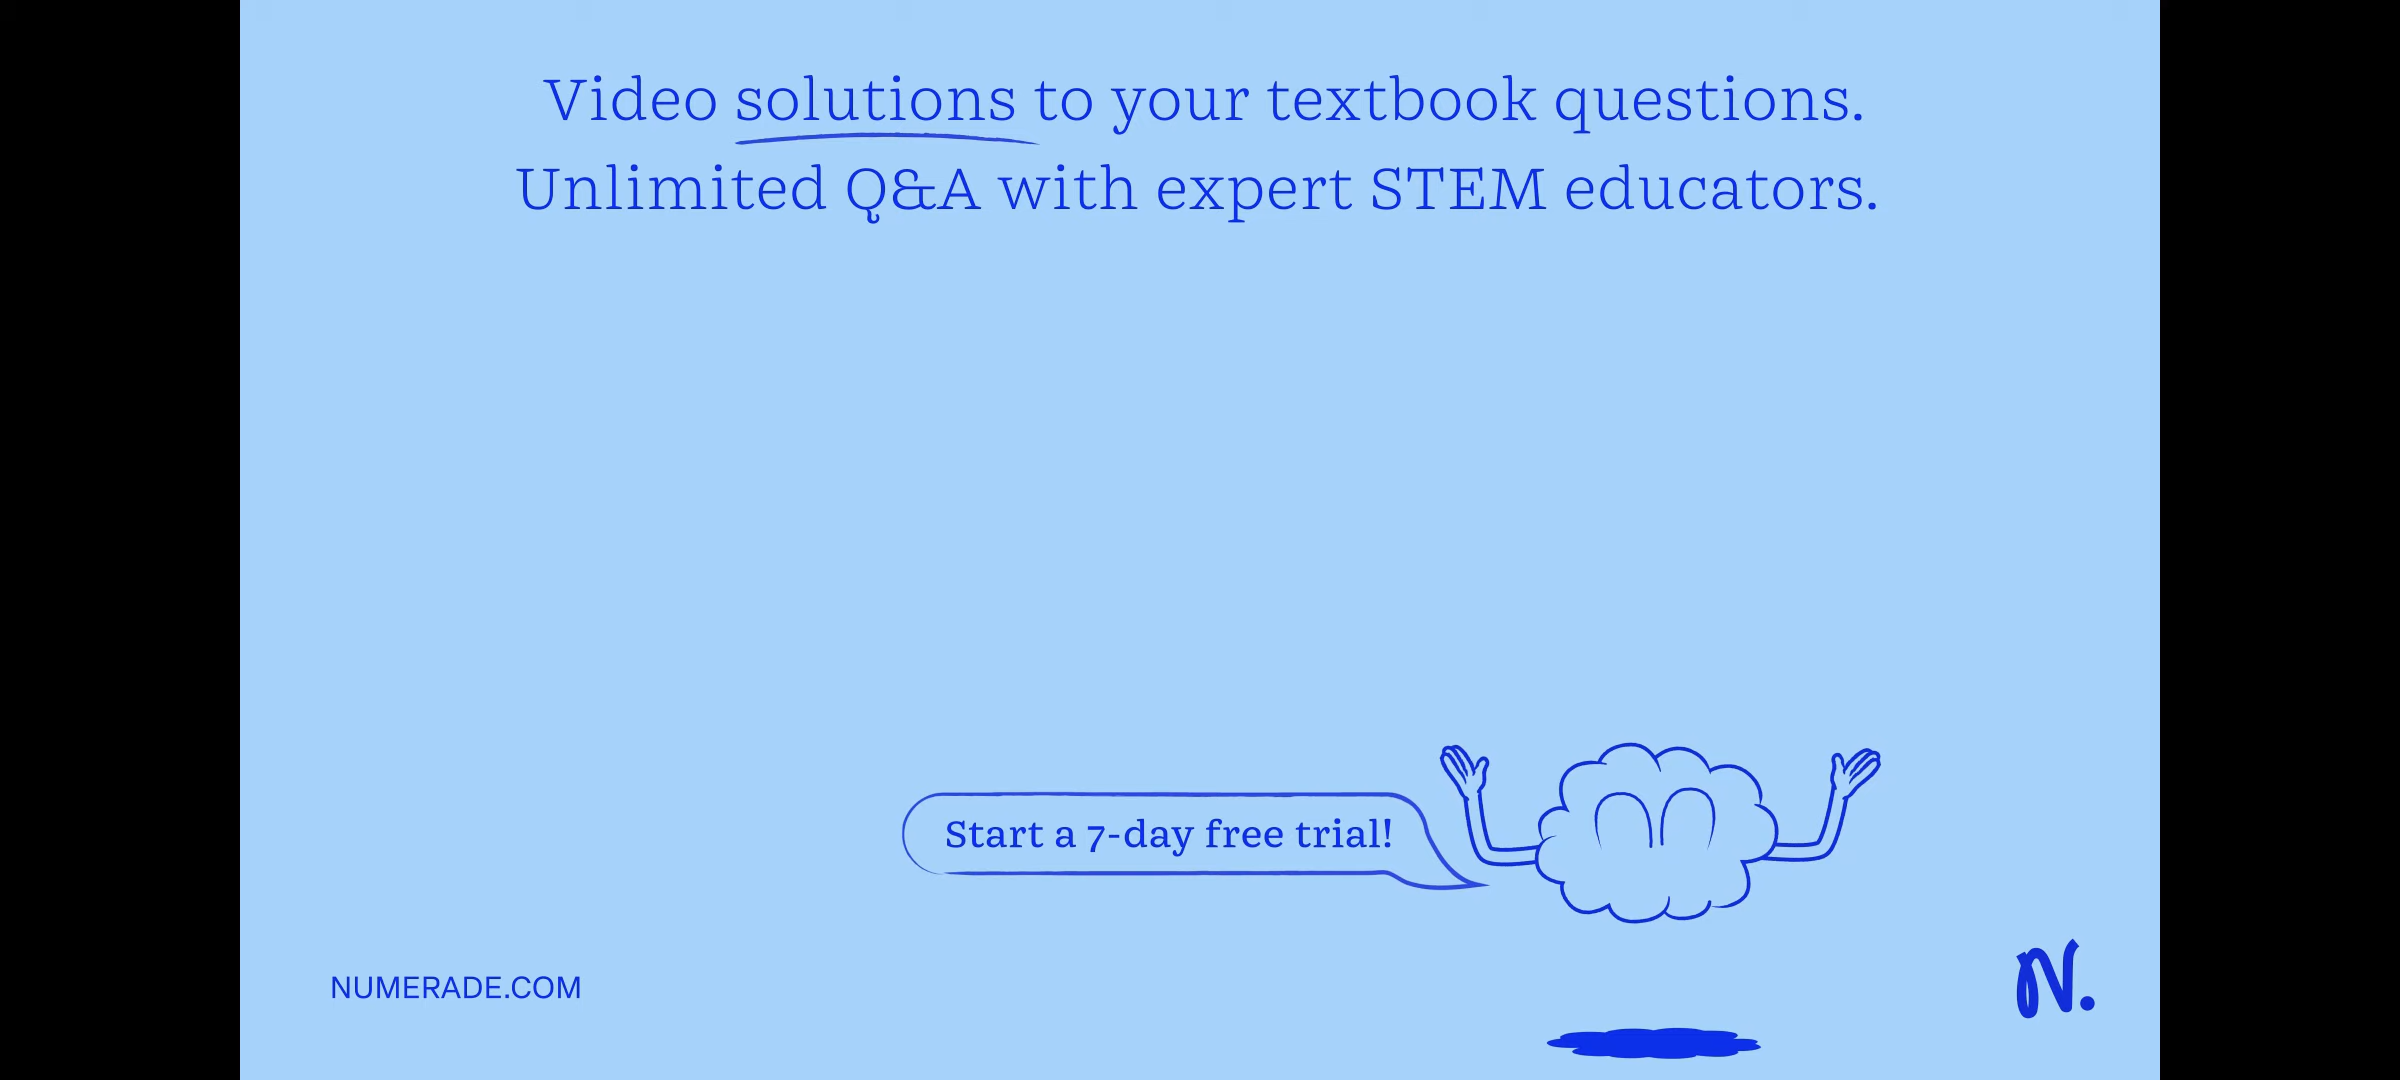 Video solutions to your textbook questions.
Unlimited Q&A with expert STEM educators.
Start a 7-day free trial!
NUMERADE.COM
N.